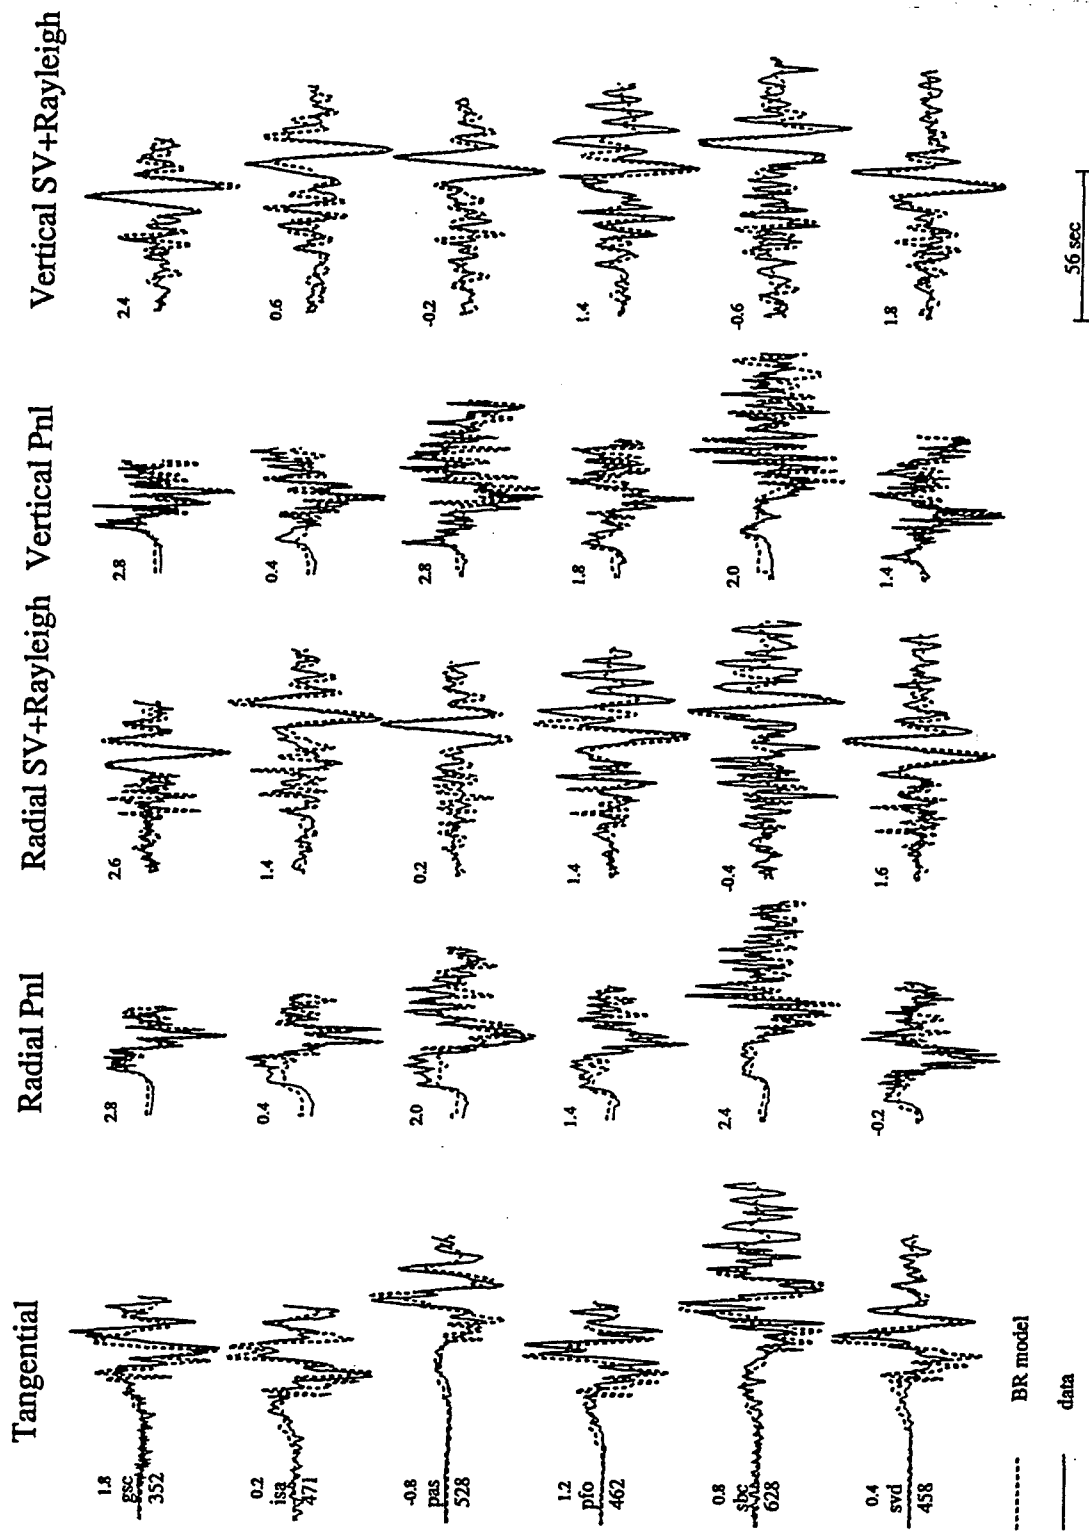 Tangential
Radial Pnl
Radial SV+Rayleigh
Vertical Pnl
Vertical SV+Rayleigh
1.8
gsc
352
2.8
2.6
2.8
2.4
0.2
isa
471
0.4
1.4
0.4
0.6
-0.8
pas
528
2.0
0.2
2.8
-0.2
1.2
pfo
462
1.4
1.4
1.8
1.4
0.8
sbc
628
2.4
-0.4
2.0
-0.6
0.4
svd
458
-0.2
1.6
1.4
1.8
BR model
data
56 sec